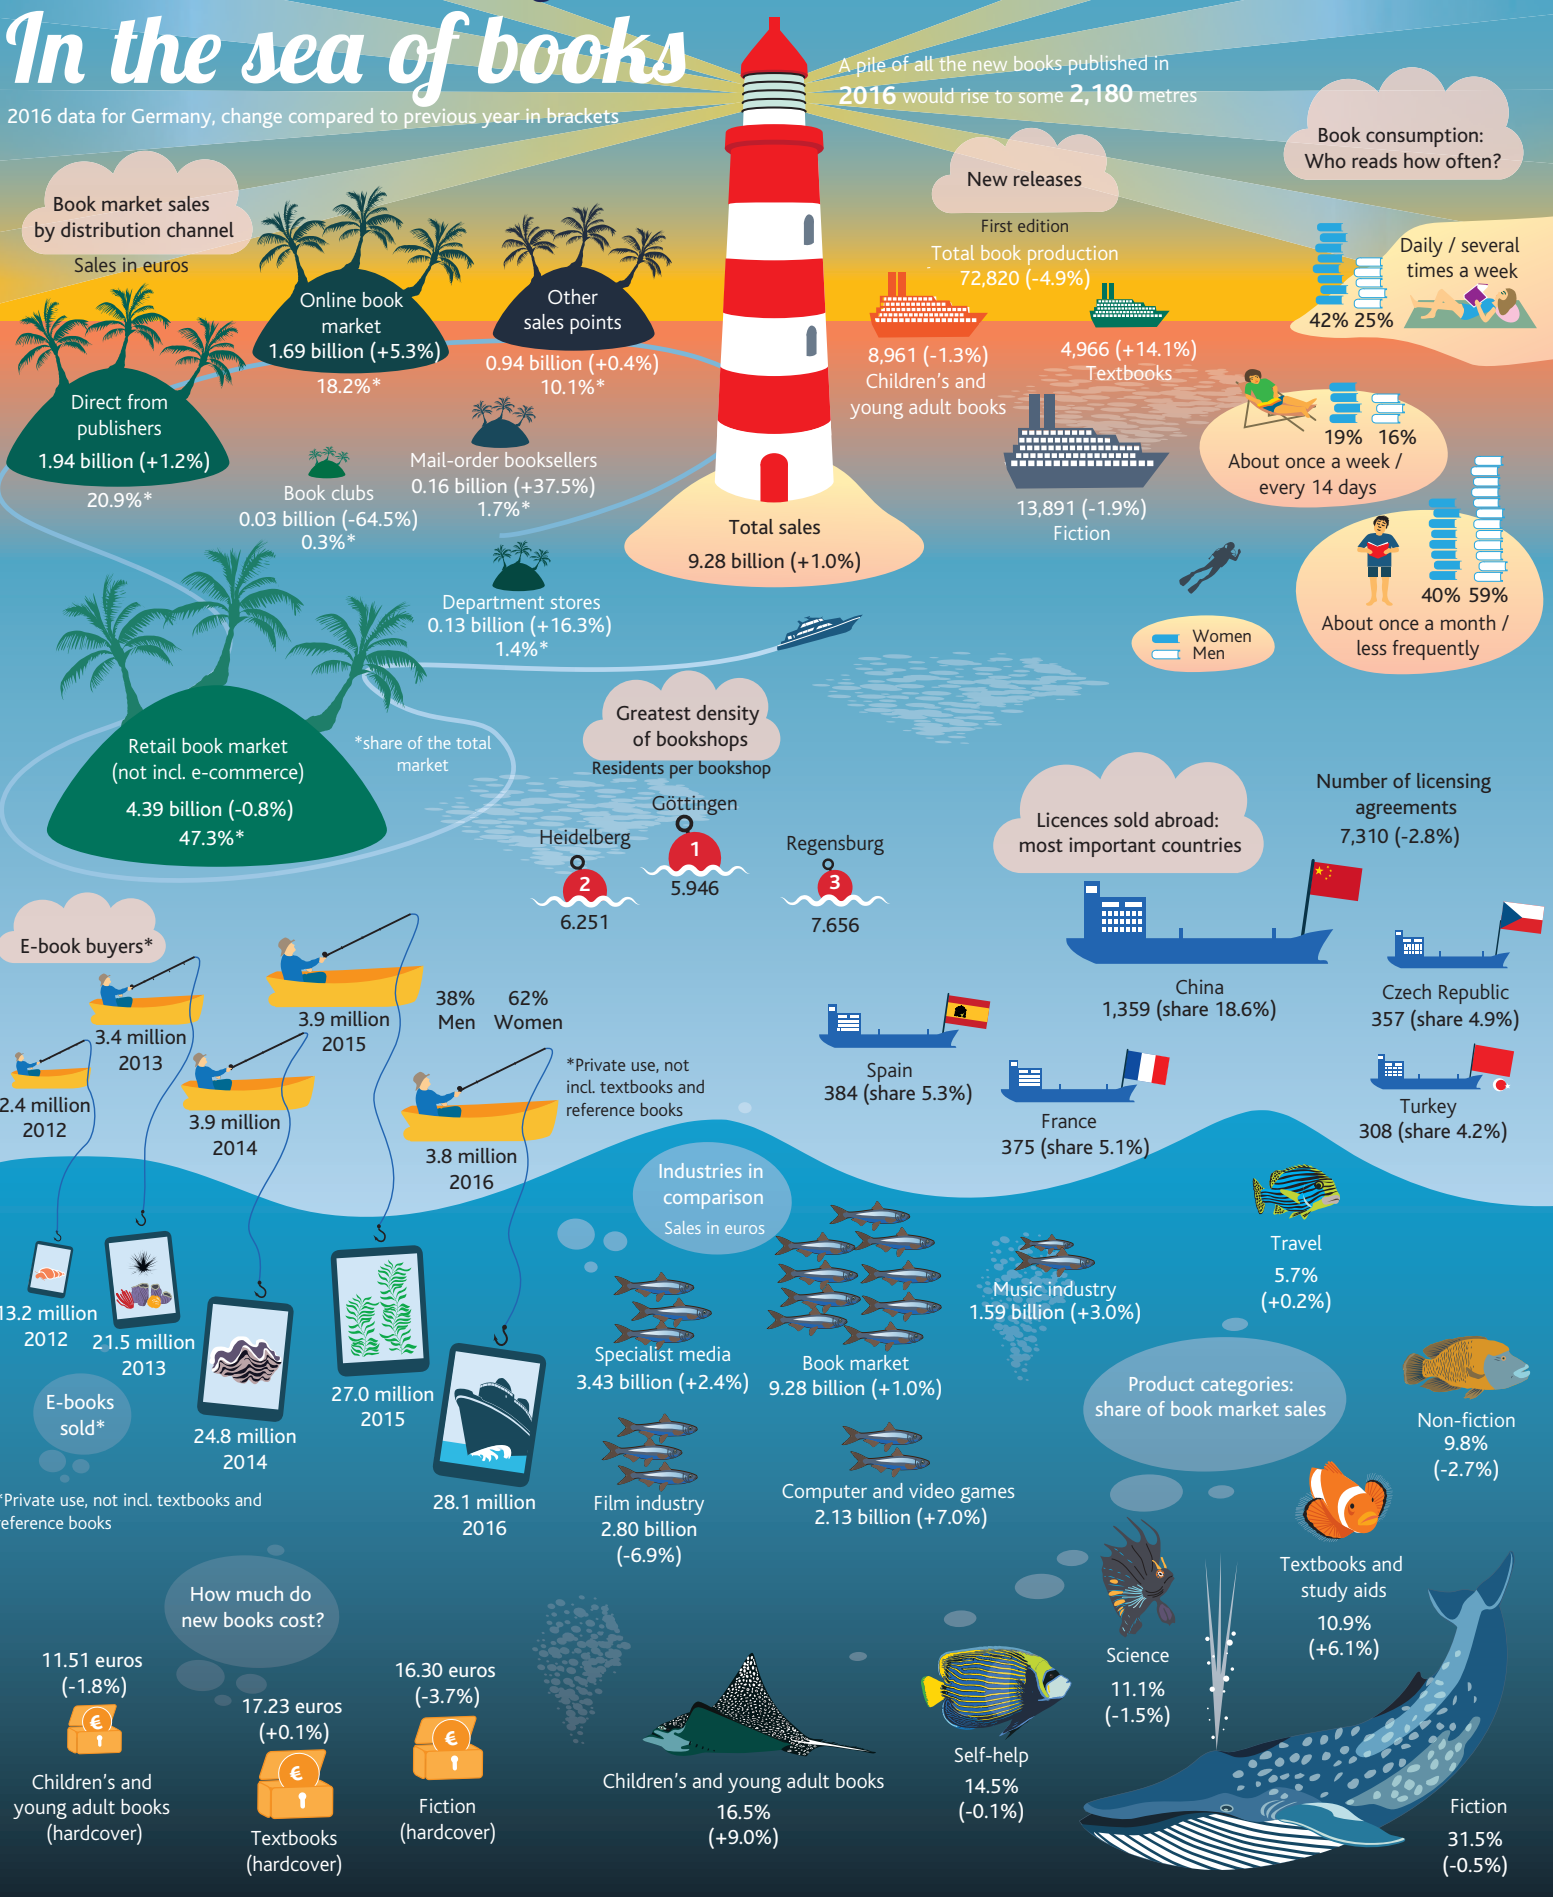 In the sea of books
2016 data for Germany, change compared to previous year in brackets
A pile of all the new books published in
2016 would rise to some 2,180 metres
Book market sales
by distribution channel
Sales in euros
Online book
market
1.69 billion (+5.3%)
18.2%*
Other
sales points
0.94 billion (+0.4%)
10.1%*
Direct from
publishers
1.94 billion (+1.2%)
20.9%*
Book clubs
0.03 billion (-64.5%)
0.3%*
Mail-order booksellers
0.16 billion (+37.5%)
1.7%*
Department stores
0.13 billion (+16.3%)
1.4%*
Retail book market
(not incl. e-commerce)
4.39 billion (-0.8%)
47.3%*
*share of the total
market
Total sales
9.28 billion (+1.0%)
New releases
First edition
Total book production
72,820 (-4.9%)
8,961 (-1.3%)
Children's and
young adult books
4,966 (+14.1%)
Textbooks
13,891 (-1.9%)
Fiction
Book consumption:
Who reads how often?
Daily / several
times a week
42% 25%
19% 16%
About once a week /
every 14 days
40% 59%
About once a month /
less frequently
Women
Men
Greatest density
of bookshops
Residents per bookshop
Göttingen
1
5.946
Heidelberg
2
6.251
Regensburg
3
7.656
Licences sold abroad:
most important countries
Number of licensing
agreements
7,310 (-2.8%)
China
1,359 (share 18.6%)
Czech Republic
357 (share 4.9%)
Spain
384 (share 5.3%)
France
375 (share 5.1%)
Turkey
308 (share 4.2%)
E-book buyers*
2.4 million
2012
3.4 million
2013
3.9 million
2014
3.9 million
2015
3.8 million
2016
38%
Men
62%
Women
*Private use, not
incl. textbooks and
reference books
E-books
sold*
13.2 million
2012
21.5 million
2013
24.8 million
2014
27.0 million
2015
28.1 million
2016
*Private use, not incl. textbooks and
eference books
Industries in
comparison
Sales in euros
Specialist media
3.43 billion (+2.4%)
Book market
9.28 billion (+1.0%)
Music industry
1.59 billion (+3.0%)
Film industry
2.80 billion
(-6.9%)
Computer and video games
2.13 billion (+7.0%)
Product categories:
share of book market sales
Travel
5.7%
(+0.2%)
Non-fiction
9.8%
(-2.7%)
Textbooks and
study aids
10.9%
(+6.1%)
Science
11.1%
(-1.5%)
Self-help
14.5%
(-0.1%)
Children's and young adult books
16.5%
(+9.0%)
Fiction
31.5%
(-0.5%)
How much do
new books cost?
11.51 euros
(-1.8%)
€
Children's and
young adult books
(hardcover)
17.23 euros
(+0.1%)
€
Textbooks
(hardcover)
16.30 euros
(-3.7%)
€
Fiction
(hardcover)